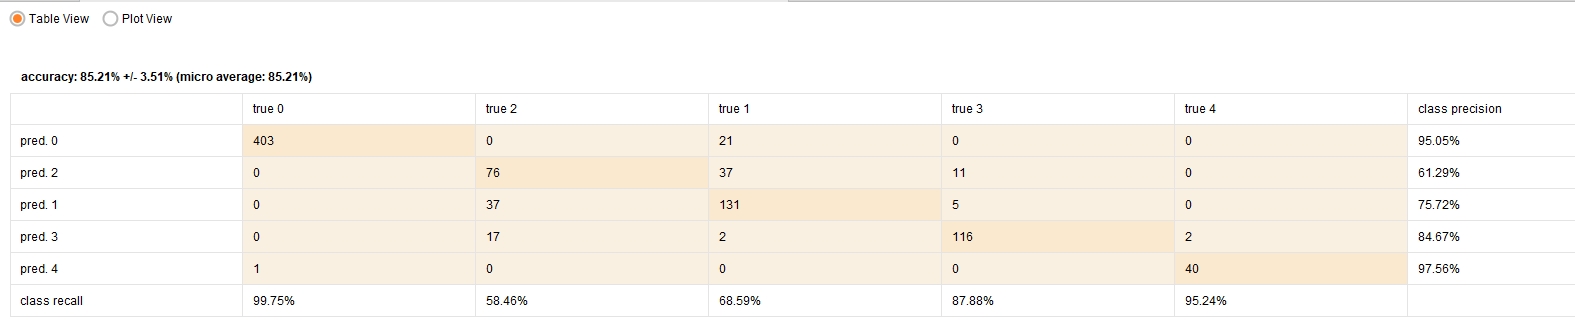 Table View Plot View
accuracy: 85.21% +/- 3.51% (micro average: 85.21%)
true 0 true 2 true 1 true 3 true 4 class precision
pred. 0 403 0 21 0 0 95.05%
pred. 2 0 76 37 11 0 61.29%
pred. 1 0 37 131 5 0 75.72%
pred. 3 0 17 2 116 2 84.67%
pred. 4 1 0 0 0 40 97.56%
class recall 99.75% 58.46% 68.59% 87.88% 95.24%